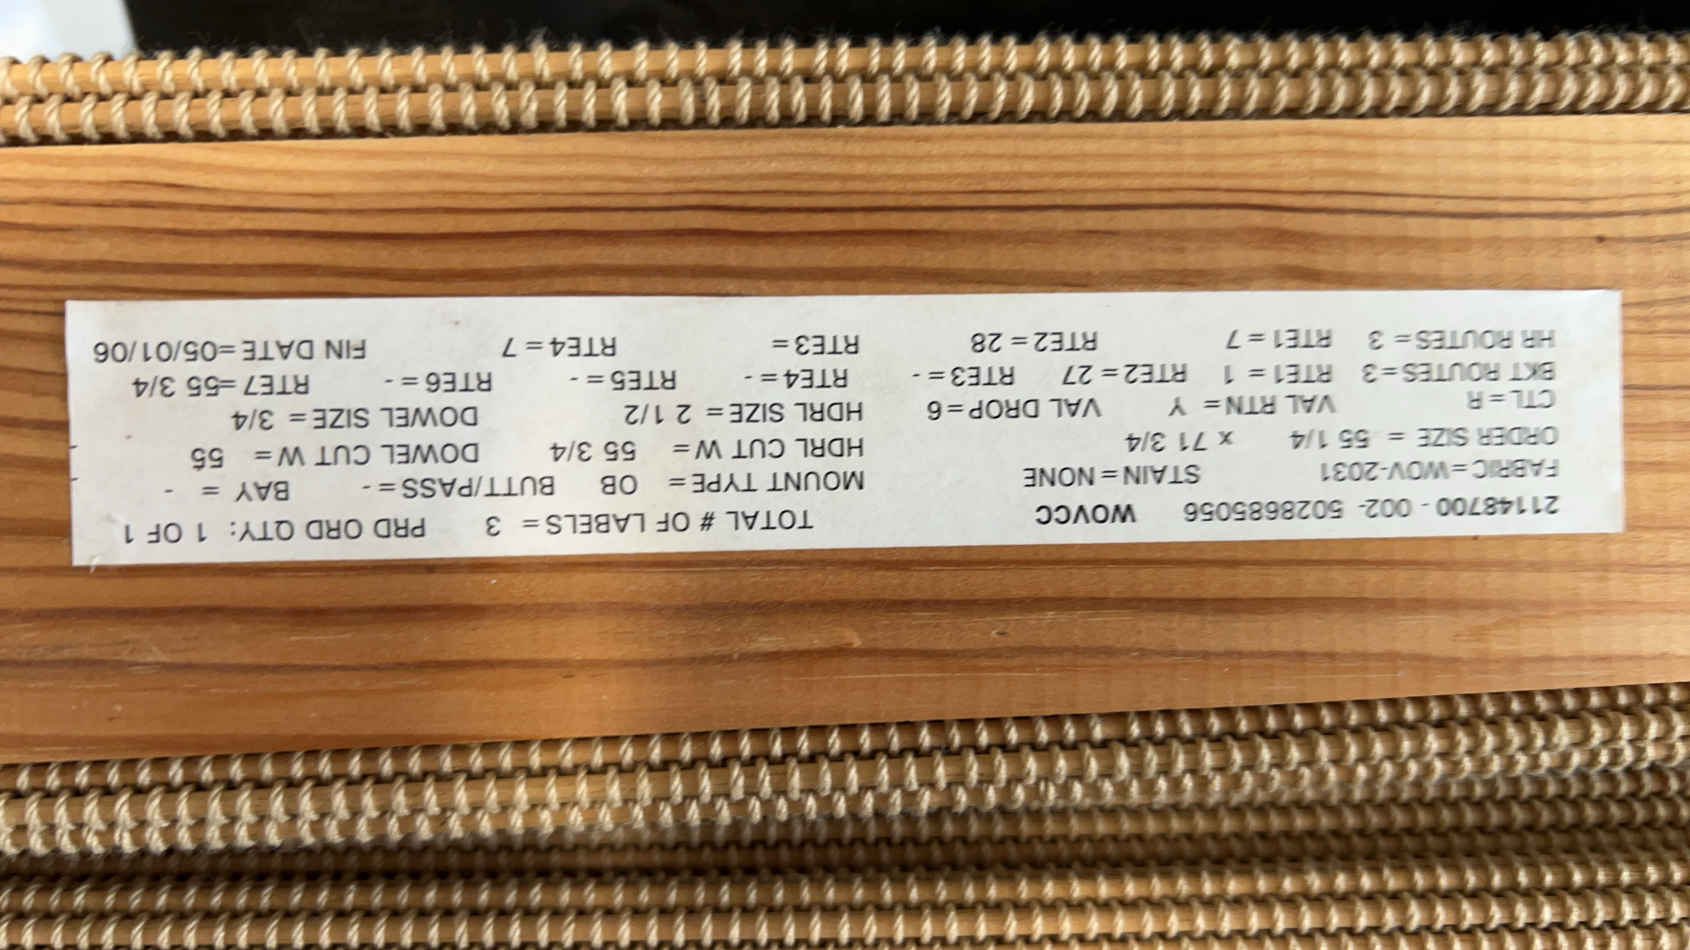 21148700 - 002- 5028685056 WOVCC TOTAL # OF LABELS = 3 PRD ORD QTY: 1 OF 1
FABRIC=WOV-2031 STAIN=NONE MOUNT TYPE= OB BUTT/PASS=- BAY = -
ORDER SIZE = 55 1/4 x 71 3/4 HDRL CUT W= 55 3/4 DOWEL CUT W= 55
CTL=R VAL RTN= Y VAL DROP=6 HDRL SIZE= 2 1/2 DOWEL SIZE= 3/4
BKT ROUTES=3 RTE1= 1 RTE2=27 RTE3=- RTE4=- RTE5=- RTE6=- RTE7=55 3/4
HR ROUTES= 3 RTE1=7 RTE2=28 RTE3= RTE4=7 FIN DATE=05/01/06